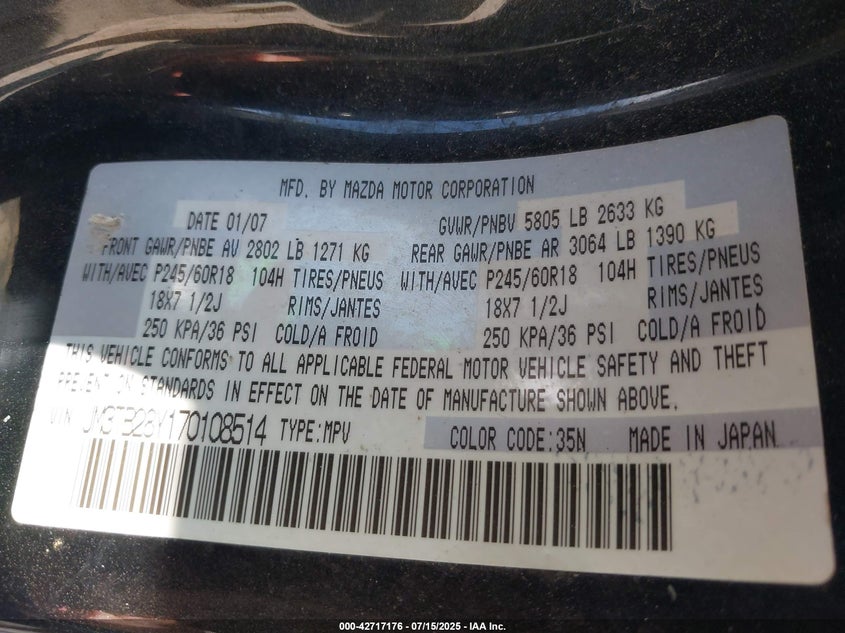 MFD. BY MAZDA MOTOR CORPORATION
DATE 01/07 GVWR/PNBV 5805 LB 2633 KG
FRONT GAWR/PNBE AV 2802 LB 1271 KG REAR GAWR/PNBE AR 3064 LB 1390 KG
WITH/AVEC P245/60R18 104H TIRES/PNEUS WITH/AVEC P245/60R18 104H TIRES/PNEUS
18X7 1/2J RIMS/JANTES 18X7 1/2J RIMS/JANTES
250 KPA/36 PSI COLD/A FROID 250 KPA/36 PSI COLD/A FROID
THIS VEHICLE CONFORMS TO ALL APPLICABLE FEDERAL MOTOR VEHICLE SAFETY AND THEFT
PREVENTION STANDARDS IN EFFECT ON THE DATE OF MANUFACTURE SHOWN ABOVE.
VIN JM3TB28Y170108514 TYPE:MPV COLOR CODE:35N MADE IN JAPAN
000-42717176 - 07/15/2025 - IAA Inc.